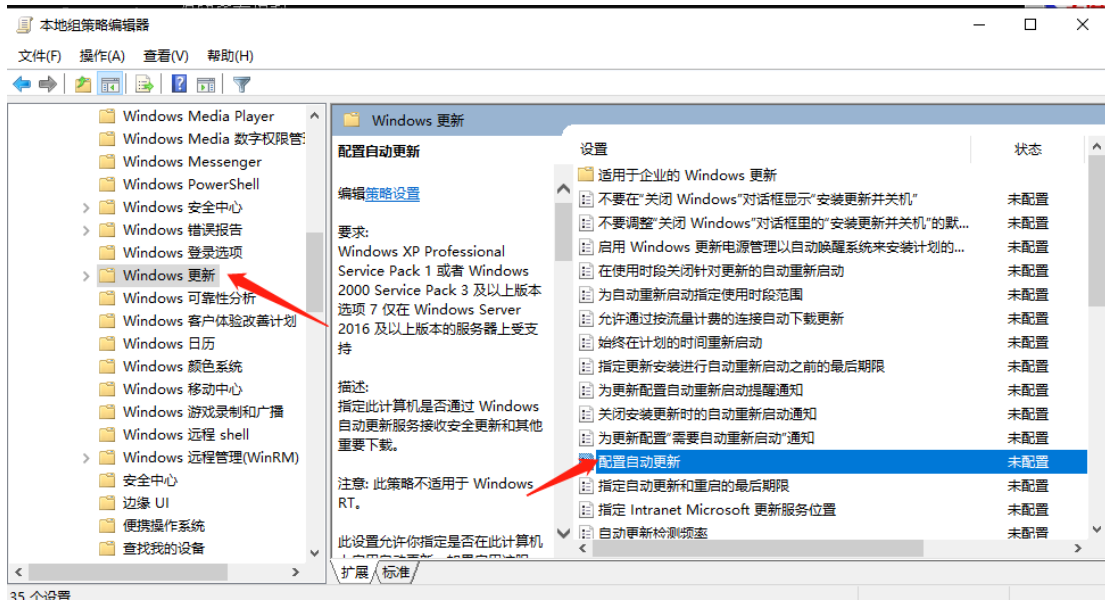 本地组策略编辑器
文件(F) 操作(A) 查看(V) 帮助(H)
Windows Media Player
Windows Media 数字权限管
Windows Messenger
Windows PowerShell
Windows 安全中心
Windows 错误报告
Windows 登录选项
Windows 更新
Windows 可靠性分析
Windows 客户体验改善计划
Windows 日历
Windows 颜色系统
Windows 移动中心
Windows 游戏录制和广播
Windows 远程 shell
Windows 远程管理(WinRM)
安全中心
边缘 UI
便携操作系统
查找我的设备
Windows 更新
配置自动更新
编辑策略设置
要求:
Windows XP Professional
Service Pack 1 或者 Windows
2000 Service Pack 3 及以上版本
选项 7 仅在 Windows Server
2016 及以上版本的服务器上受支
持
描述:
指定此计算机是否通过 Windows
自动更新服务接收安全更新和其他
重要下载。
注意: 此策略不适用于 Windows
RT。
此设置允许你指定是否在此计算机
设置 状态
适用于企业的 Windows 更新
不要在“关闭 Windows”对话框显示“安装更新并关机” 未配置
不要调整“关闭 Windows”对话框里的“安装更新并关机”的默... 未配置
启用 Windows 更新电源管理以自动唤醒系统来安装计划的... 未配置
在使用时段关闭针对更新的自动重新启动 未配置
为自动重新启动指定使用时段范围 未配置
允许通过按流量计费的连接自动下载更新 未配置
始终在计划的时间重新启动 未配置
指定更新安装进行自动重新启动之前的最后期限 未配置
为更新配置自动重新启动提醒通知 未配置
关闭安装更新时的自动重新启动通知 未配置
为更新配置“需要自动重新启动”通知 未配置
配置自动更新 未配置
指定自动更新和重启的最后期限 未配置
指定 Intranet Microsoft 更新服务位置 未配置
自动更新检测频率 未配置
扩展 标准
35 个设置